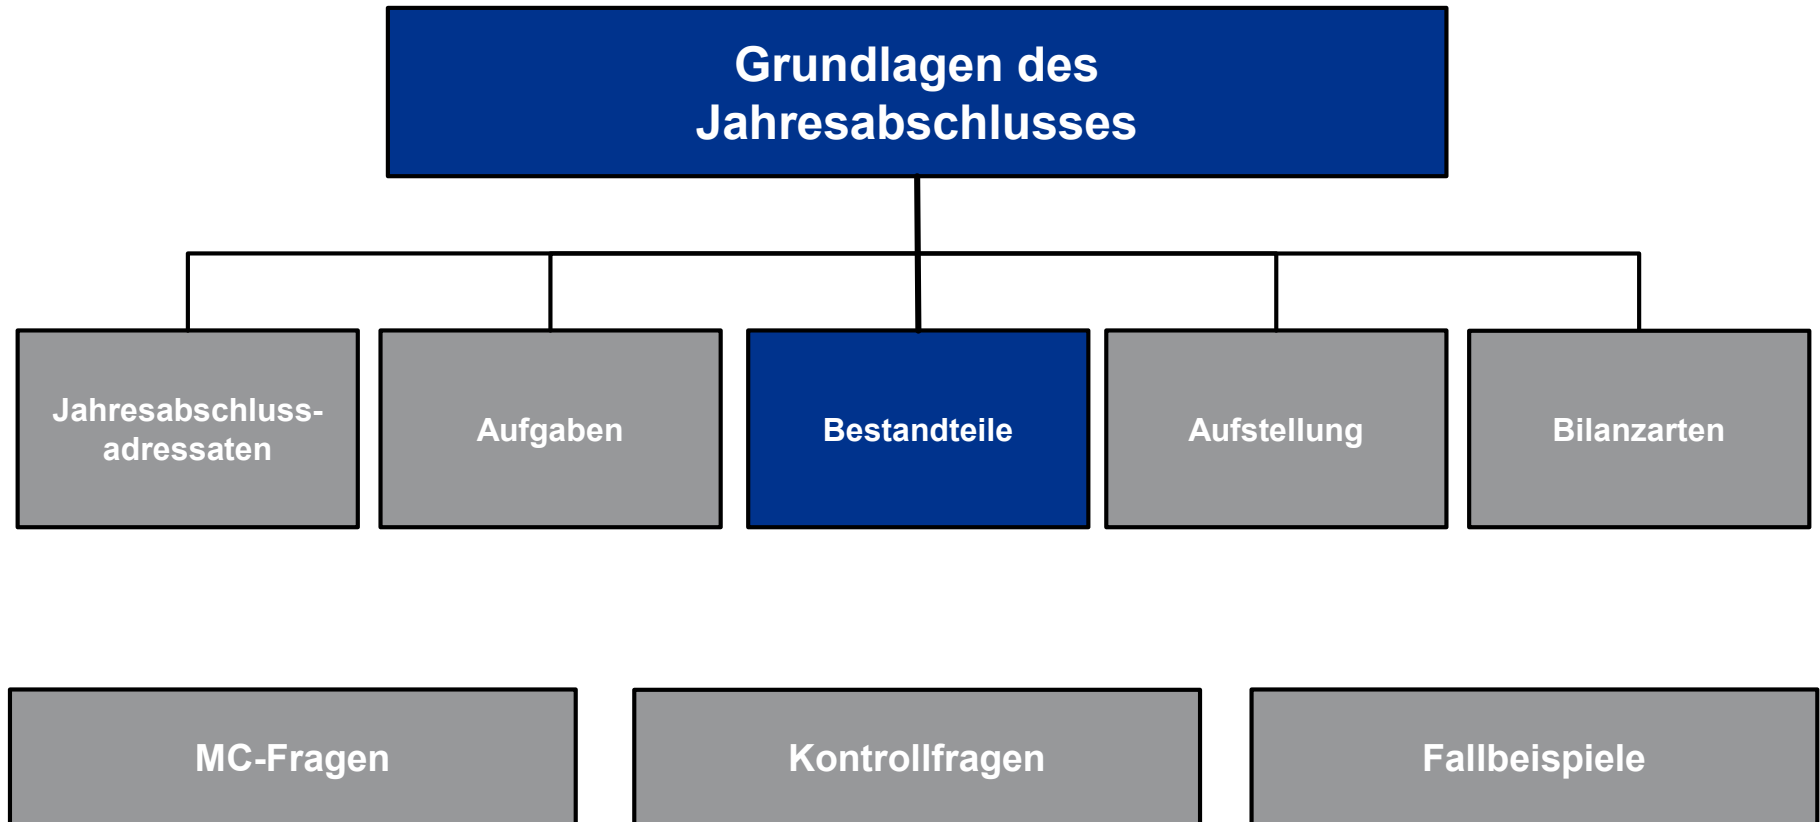 Grundlagen des
Jahresabschlusses
Jahresabschluss-
adressaten
Aufgaben
Bestandteile
Aufstellung
Bilanzarten
MC-Fragen
Kontrollfragen
Fallbeispiele